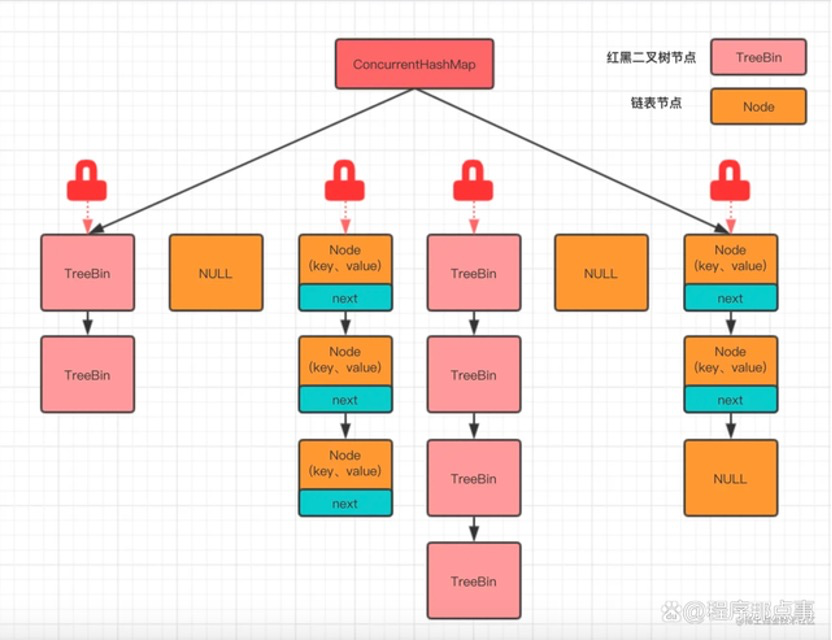 ConcurrentHashMap
红黑二叉树节点
TreeBin
链表节点
Node
TreeBin
NULL
Node
(key、value)
next
TreeBin
NULL
Node
(key、value)
next
TreeBin
Node
(key、value)
next
TreeBin
Node
(key、value)
next
Node
(key、value)
next
TreeBin
NULL
TreeBin
@程序那点事